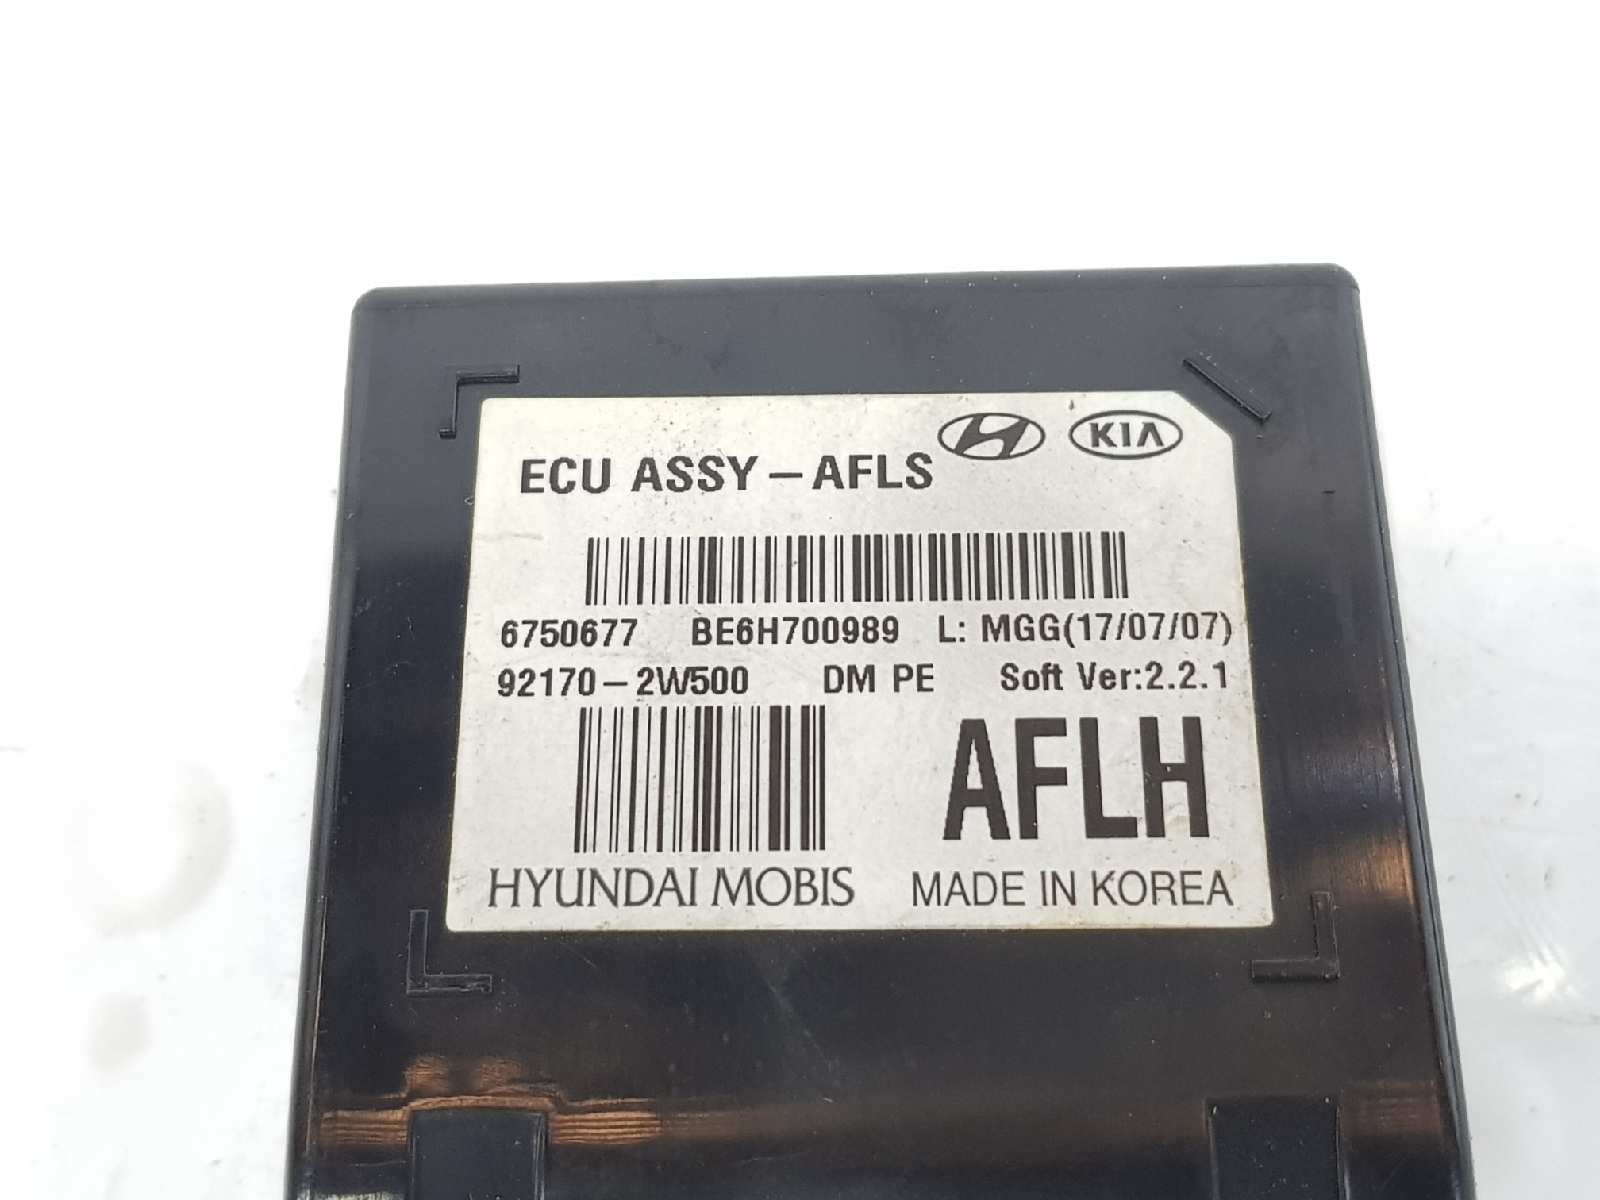 KIA
ECU ASSY-AFLS
6750677 BE6H700989 L: MGG(17/07/07)
92170-2W500 DM PE Soft Ver:2.2.1
AFLH
HYUNDAI MOBIS MADE IN KOREA